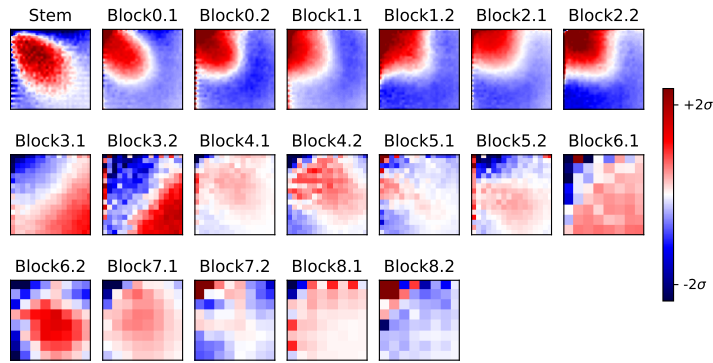 Stem Block0.1 Block0.2 Block1.1 Block1.2 Block2.1 Block2.2
+2σ
Block3.1 Block3.2 Block4.1 Block4.2 Block5.1 Block5.2 Block6.1
Block6.2 Block7.1 Block7.2 Block8.1 Block8.2
-2σ